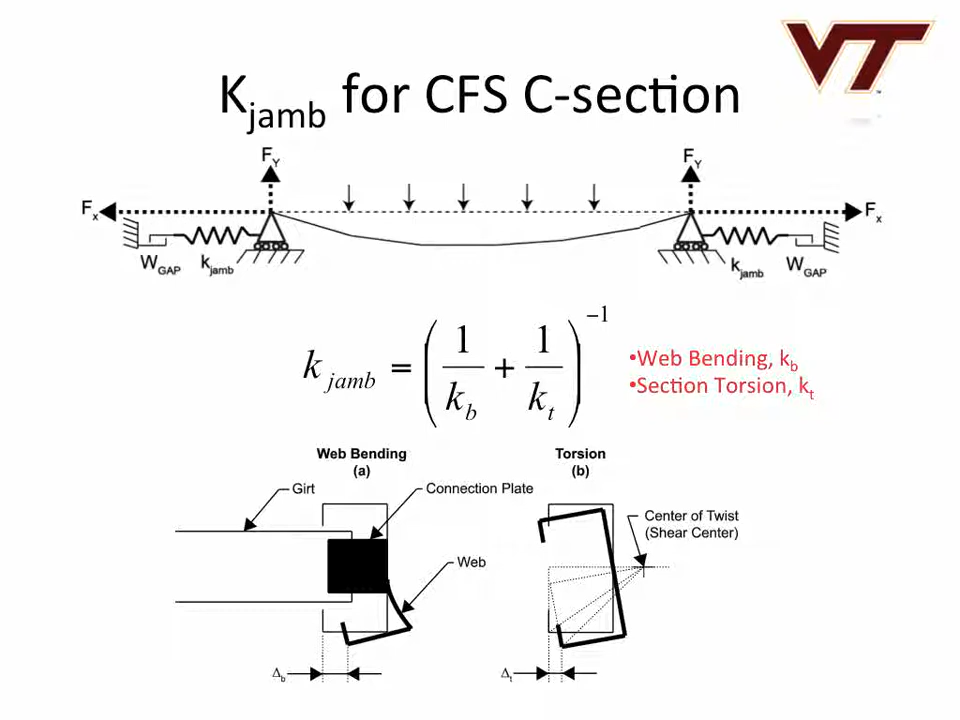 VT
K_jamb for CFS C-section
F_Y F_Y
F_x F_x
W_GAP k_jamb k_jamb W_GAP
k_jamb = (1/k_b + 1/k_t)^−1
•Web Bending, k_b
•Section Torsion, k_t
Web Bending
(a)
Torsion
(b)
Girt
Connection Plate
Web
Center of Twist
(Shear Center)
Δ_b
Δ_t